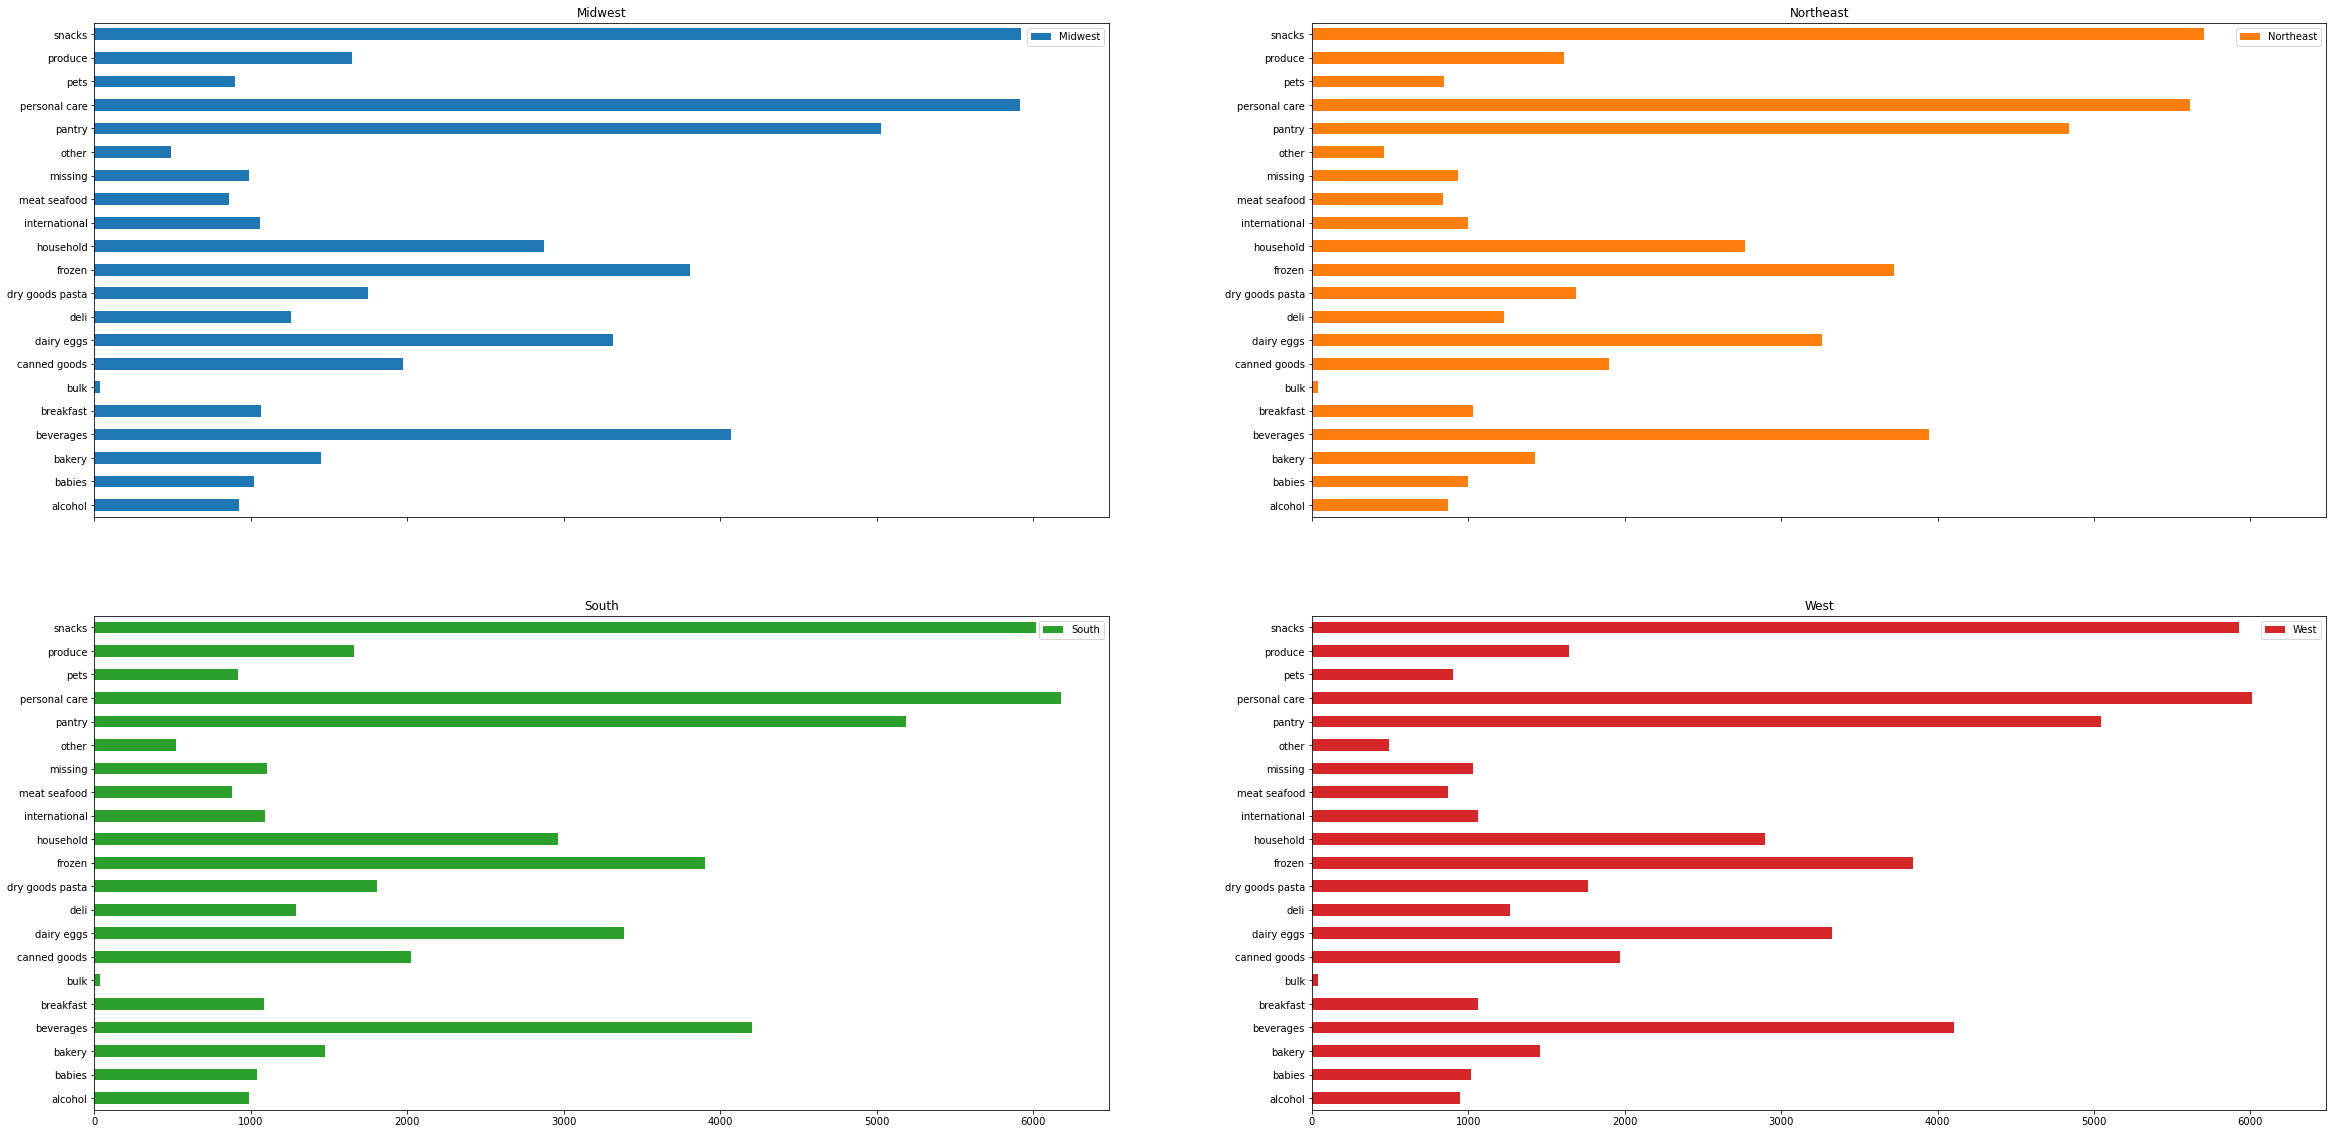 Midwest
Midwest
snacks
produce
pets
personal care
pantry
other
missing
meat seafood
international
household
frozen
dry goods pasta
deli
dairy eggs
canned goods
bulk
breakfast
beverages
bakery
babies
alcohol
Northeast
Northeast
snacks
produce
pets
personal care
pantry
other
missing
meat seafood
international
household
frozen
dry goods pasta
deli
dairy eggs
canned goods
bulk
breakfast
beverages
bakery
babies
alcohol
South
South
snacks
produce
pets
personal care
pantry
other
missing
meat seafood
international
household
frozen
dry goods pasta
deli
dairy eggs
canned goods
bulk
breakfast
beverages
bakery
babies
alcohol
0 1000 2000 3000 4000 5000 6000
West
West
snacks
produce
pets
personal care
pantry
other
missing
meat seafood
international
household
frozen
dry goods pasta
deli
dairy eggs
canned goods
bulk
breakfast
beverages
bakery
babies
alcohol
0 1000 2000 3000 4000 5000 6000